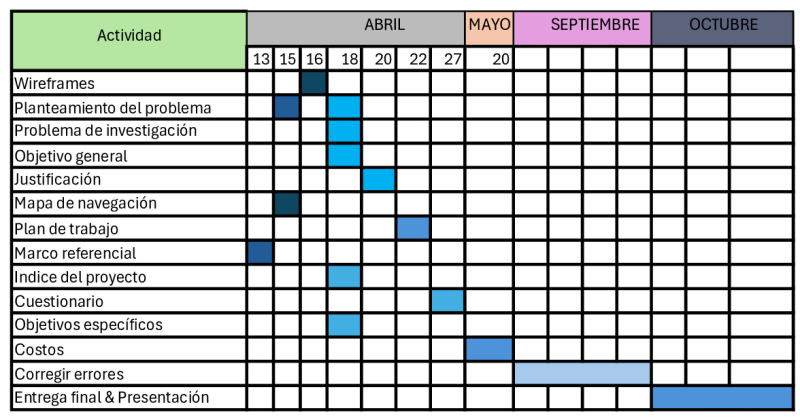 Actividad ABRIL MAYO SEPTIEMBRE OCTUBRE
13 15 16 18 20 22 27 20
Wireframes
Planteamiento del problema
Problema de investigación
Objetivo general
Justificación
Mapa de navegación
Plan de trabajo
Marco referencial
Indice del proyecto
Cuestionario
Objetivos específicos
Costos
Corregir errores
Entrega final & Presentación